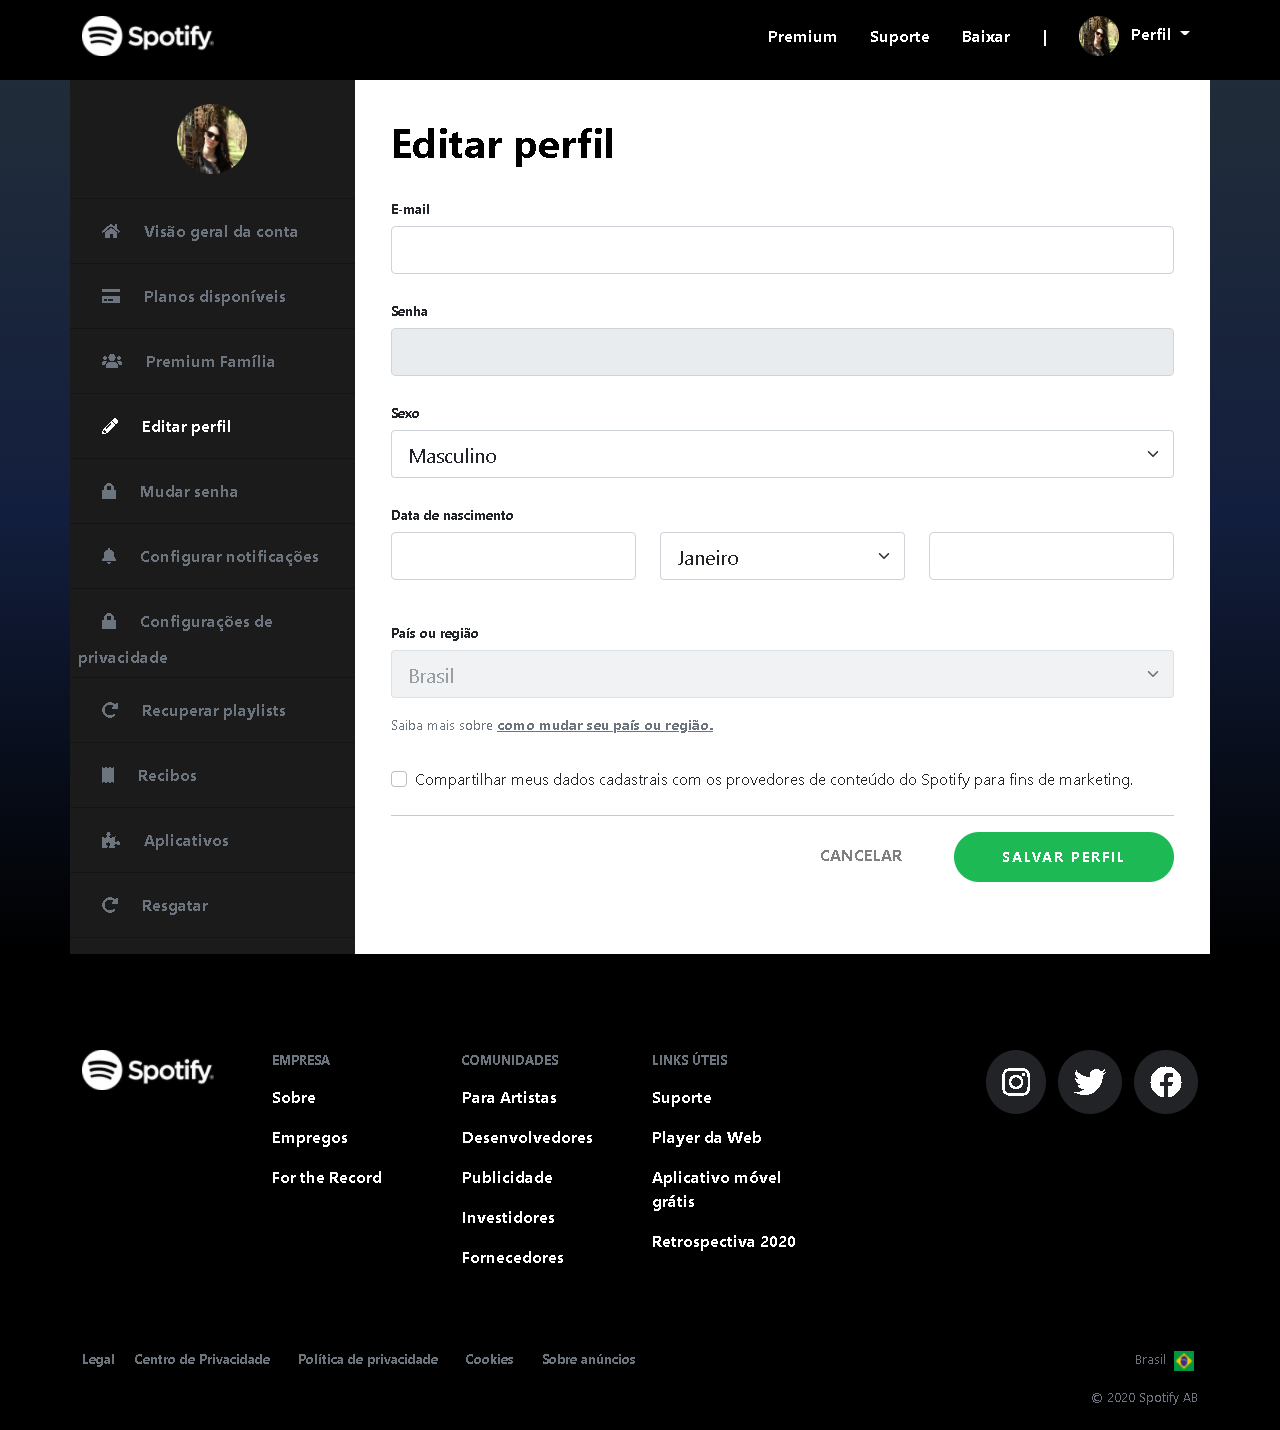 Spotify
Premium
Suporte
Baixar
|
Perfil
Visão geral da conta
Planos disponíveis
Premium Família
Editar perfil
Mudar senha
Configurar notificações
Configurações de
privacidade
Recuperar playlists
Recibos
Aplicativos
Resgatar
Editar perfil
E-mail
Senha
Sexo
Masculino
Data de nascimento
Janeiro
País ou região
Brasil
Saiba mais sobre como mudar seu país ou região.
Compartilhar meus dados cadastrais com os provedores de conteúdo do Spotify para fins de marketing.
CANCELAR
SALVAR PERFIL
Spotify
EMPRESA
Sobre
Empregos
For the Record
COMUNIDADES
Para Artistas
Desenvolvedores
Publicidade
Investidores
Fornecedores
LINKS ÚTEIS
Suporte
Player da Web
Aplicativo móvel
grátis
Retrospectiva 2020
Legal
Centro de Privacidade
Política de privacidade
Cookies
Sobre anúncios
Brasil
© 2020 Spotify AB